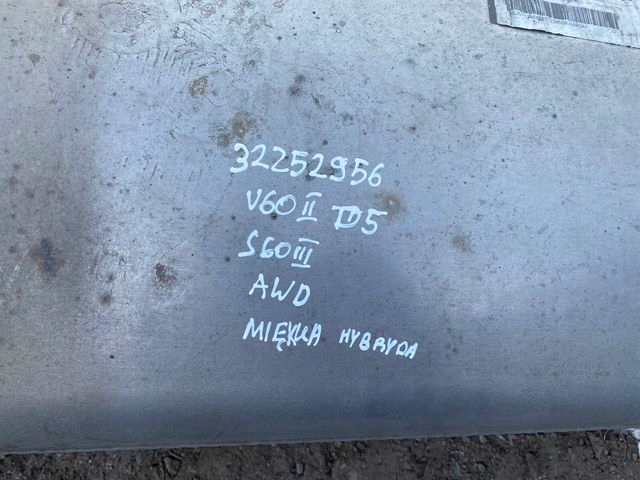 32252956
V60 II D5
S60 III
AWD
MIĘKKA HYBRYDA